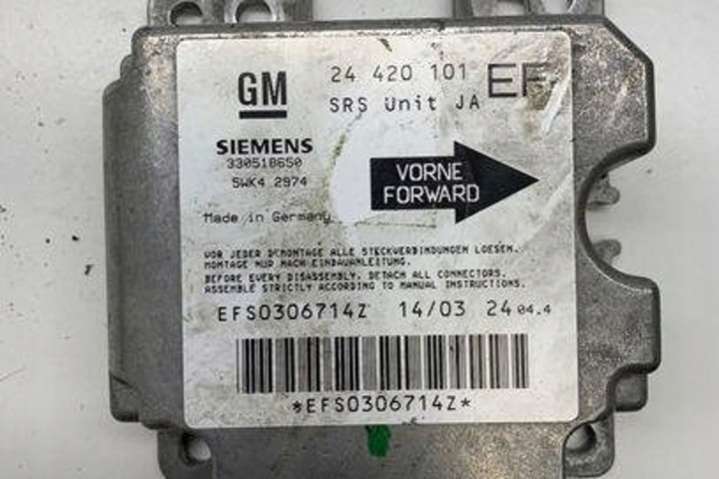 GM
24 420 101 EF
SRS Unit JA
SIEMENS
330518650
5WK4 2974
VORNE
FORWARD
Made in Germany
VOR JEDER DEMONTAGE ALLE STECKVERBINDUNGEN LOESEN.
MONTAGE NUR NACH EINBAUANLEITUNG.
BEFORE EVERY DISASSEMBLY, DETACH ALL CONNECTORS.
ASSEMBLE STRICTLY ACCORDING TO MANUAL INSTRUCTIONS.
EFS0306714Z 14/03 24 04.4
*EFS0306714Z*